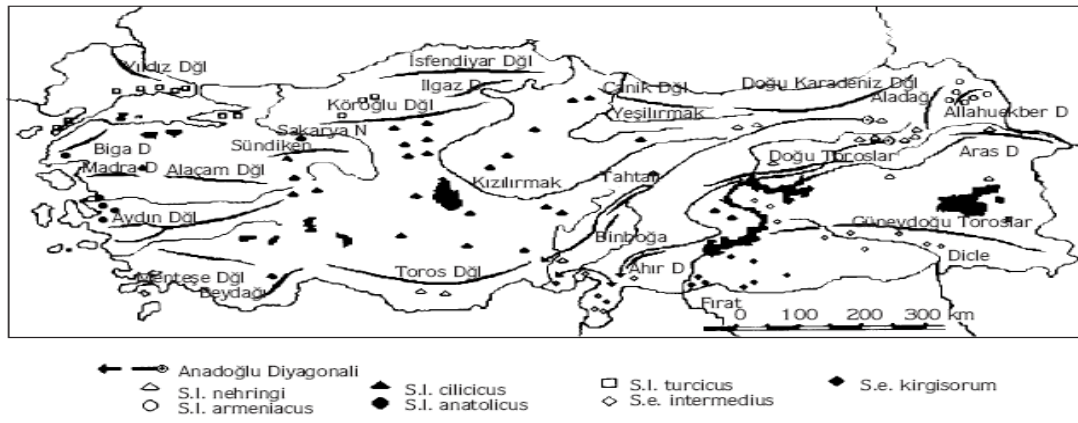 Yıldız Dğl
İsfendiyar Dğl
Ilgaz D
Canik Dğl
Doğu Karadeniz Dğl
Köroğlu Dğl
Aladağ
Yeşilırmak
Allahuekber D
Sakarya N
Biga D
Sündiken
Doğu Toroslar
Aras D
Madra D
Alaçam Dğl
Kızılırmak
Tahtalı
Aydın Dğl
Güneydoğu Toroslar
Binboğa
Dicle
Menteşe Dğl
Toros Dğl
Ahır D
Beydağı
Fırat
0 100 200 300 km
Anadoğlu Diyagonali
S.l. nehringi
S.l. armeniacus
S.l. cilicicus
S.l. anatolicus
S.l. turcicus
S.e. intermedius
S.e. kirgisorum